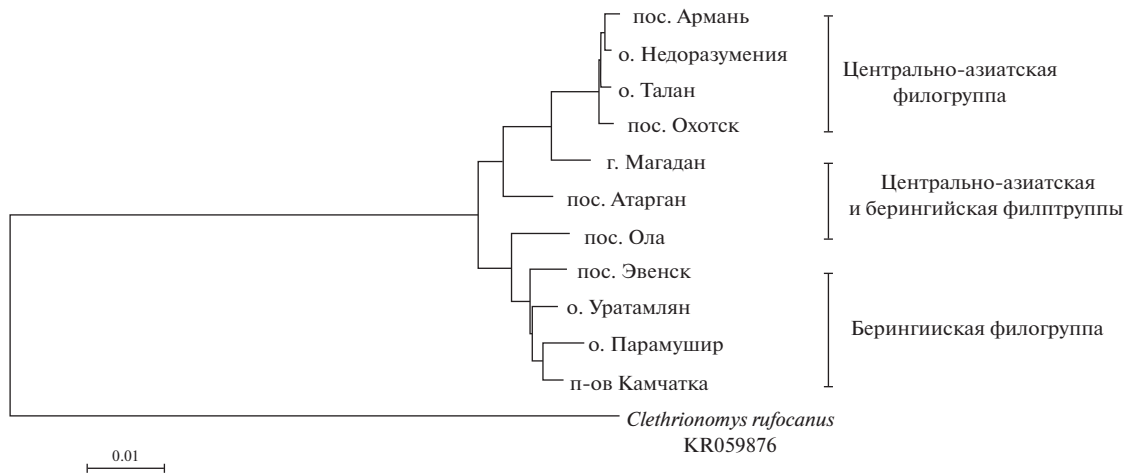 пос. Армань
о. Недоразумения
о. Талан
пос. Охотск
Центрально-азиатская
филогруппа
г. Магадан
пос. Атарган
пос. Ола
Центрально-азиатская
и берингийская филптруппы
пос. Эвенск
о. Уратамлян
о. Парамушир
п-ов Камчатка
Берингииская филогруппа
Clethrionomys rufocanus
KR059876
0.01